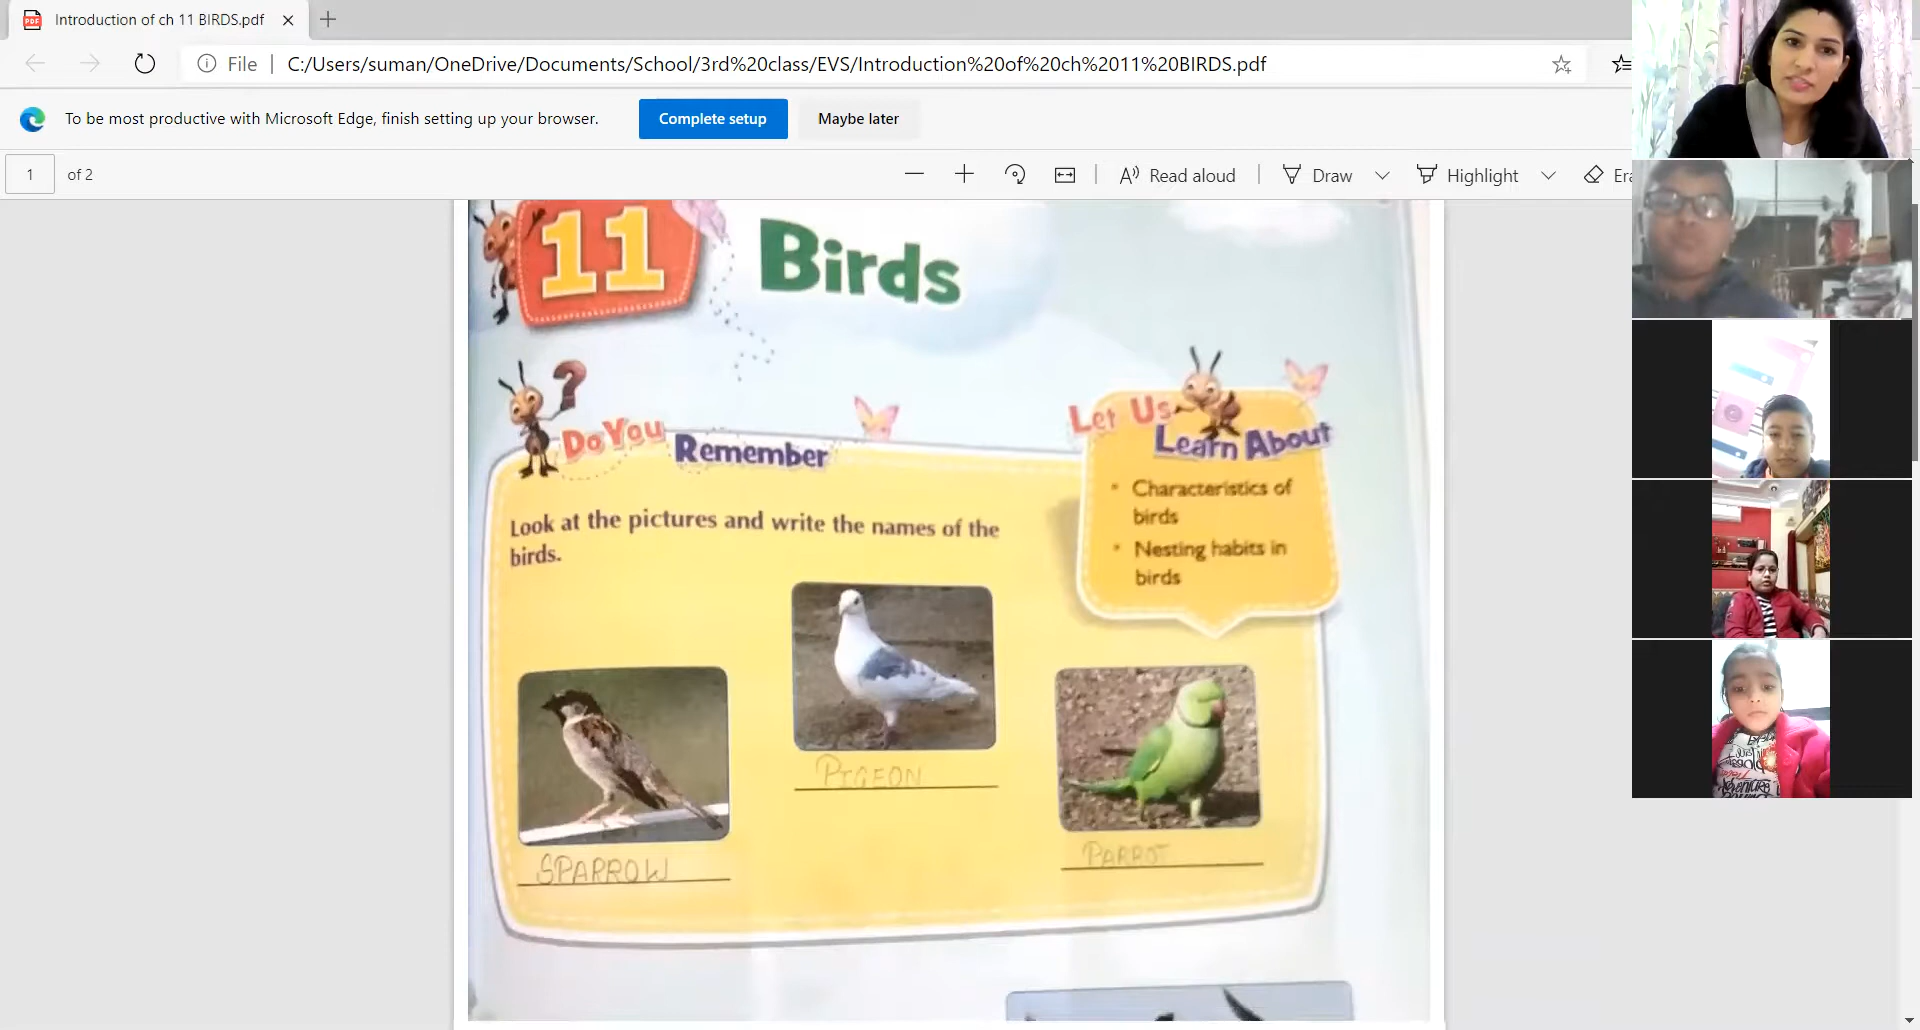 Introduction of ch 11 BIRDS.pdf
File | C:/Users/suman/OneDrive/Documents/School/3rd%20class/EVS/Introduction%20of%20ch%2011%20BIRDS.pdf
To be most productive with Microsoft Edge, finish setting up your browser. Complete setup Maybe later
1 of 2 Read aloud Draw Highlight
11 Birds
Do You Remember
Let Us
Learn About
Characteristics of
birds
Nesting habits in
birds
Look at the pictures and write the names of the
birds.
PIGEON
SPARROW
PARROT